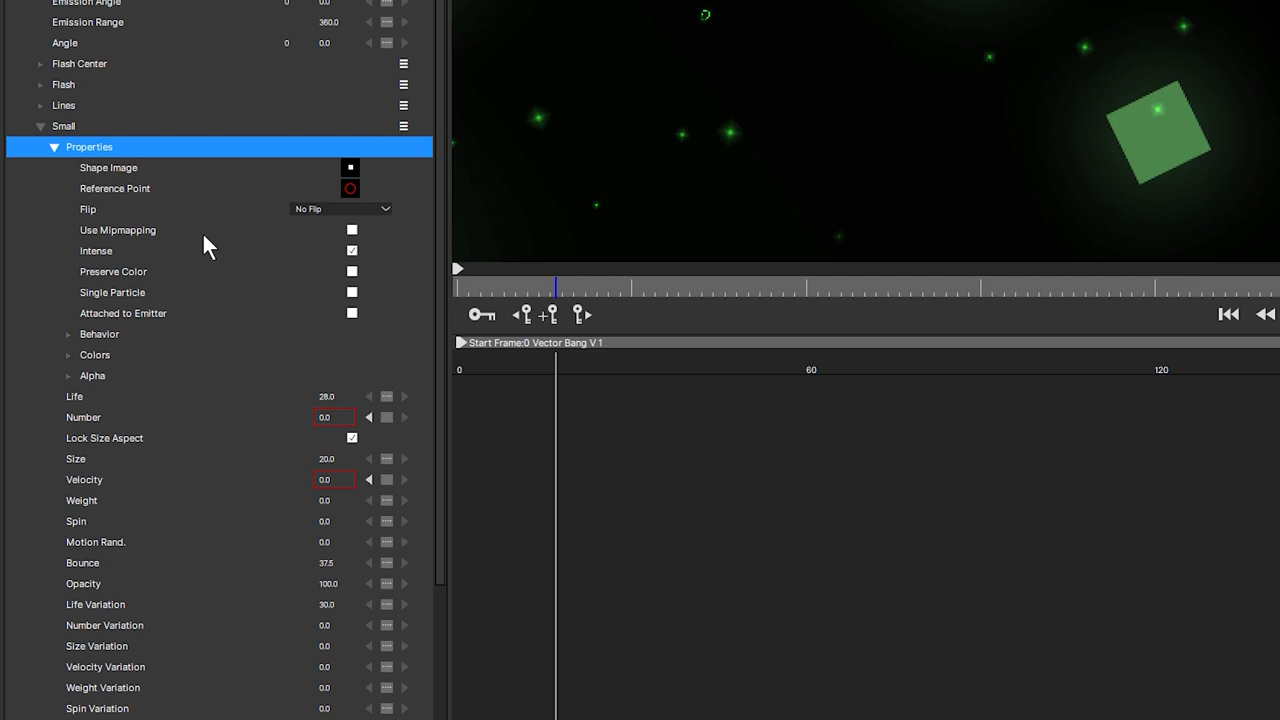 Emission Angle 0 0.0
Emission Range 360.0
Angle 0 0.0
Flash Center
Flash
Lines
Small
Properties
Shape Image
Reference Point
Flip No Flip
Use Mipmapping
Intense
Preserve Color
Single Particle
Attached to Emitter
Behavior
Colors
Alpha
Life 28.0
Number 0.0
Lock Size Aspect
Size 20.0
Velocity 0.0
Weight 0.0
Spin 0.0
Motion Rand. 0.0
Bounce 37.5
Opacity 100.0
Life Variation 30.0
Number Variation 0.0
Size Variation 0.0
Velocity Variation 0.0
Weight Variation 0.0
Spin Variation 0.0
Start Frame:0 Vector Bang V 1
0 60 120